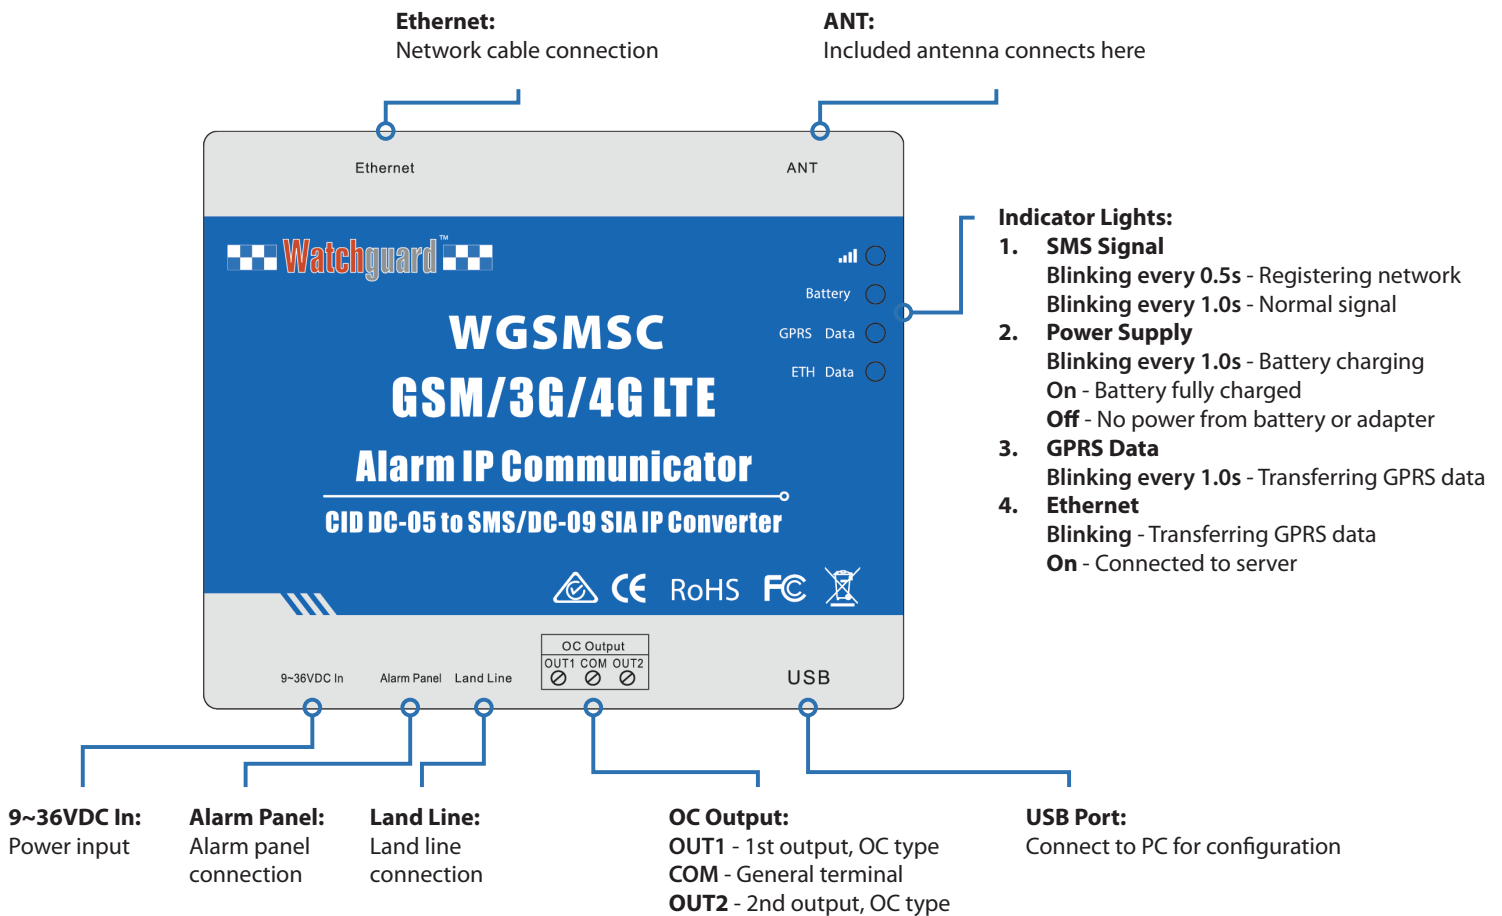 Ethernet:
Network cable connection
ANT:
Included antenna connects here
Ethernet
ANT
Watchguard™
Battery
GPRS Data
ETH Data
WGSMSC
GSM/3G/4G LTE
Alarm IP Communicator
CID DC-05 to SMS/DC-09 SIA IP Converter
CE RoHS FC
Indicator Lights:
1. SMS Signal
Blinking every 0.5s - Registering network
Blinking every 1.0s - Normal signal
2. Power Supply
Blinking every 1.0s - Battery charging
On - Battery fully charged
Off - No power from battery or adapter
3. GPRS Data
Blinking every 1.0s - Transferring GPRS data
4. Ethernet
Blinking - Transferring GPRS data
On - Connected to server
9~36VDC In
Alarm Panel
Land Line
OC Output
OUT1 COM OUT2
USB
9~36VDC In:
Power input
Alarm Panel:
Alarm panel
connection
Land Line:
Land line
connection
OC Output:
OUT1 - 1st output, OC type
COM - General terminal
OUT2 - 2nd output, OC type
USB Port:
Connect to PC for configuration